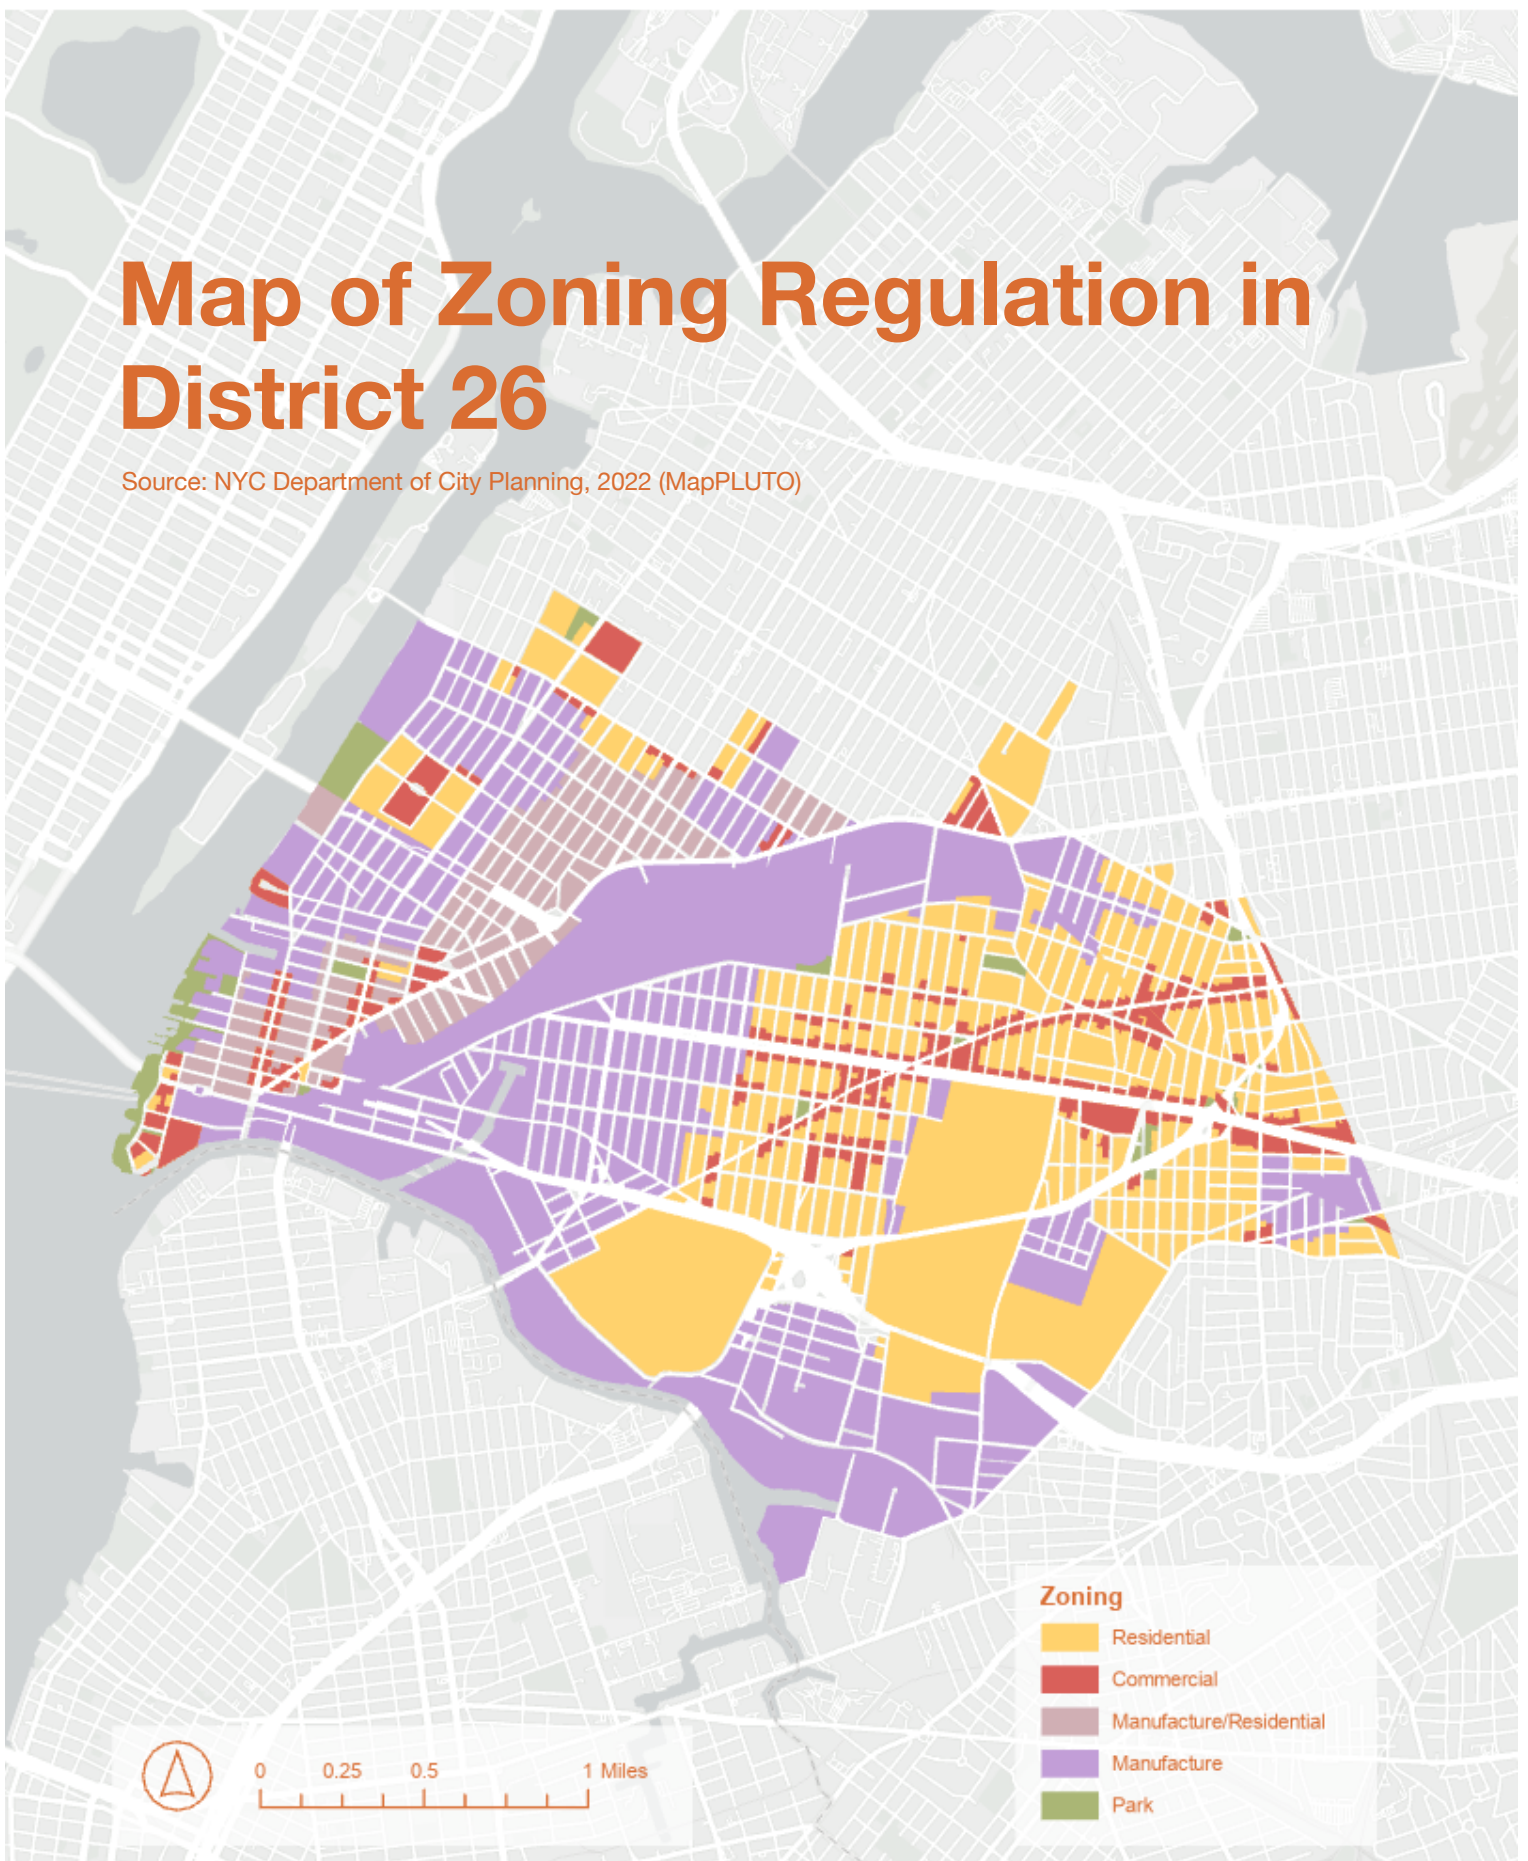 Map of Zoning Regulation in
District 26
Source: NYC Department of City Planning, 2022 (MapPLUTO)
Zoning
Residential
Commercial
Manufacture/Residential
Manufacture
Park
0 0.25 0.5 1 Miles